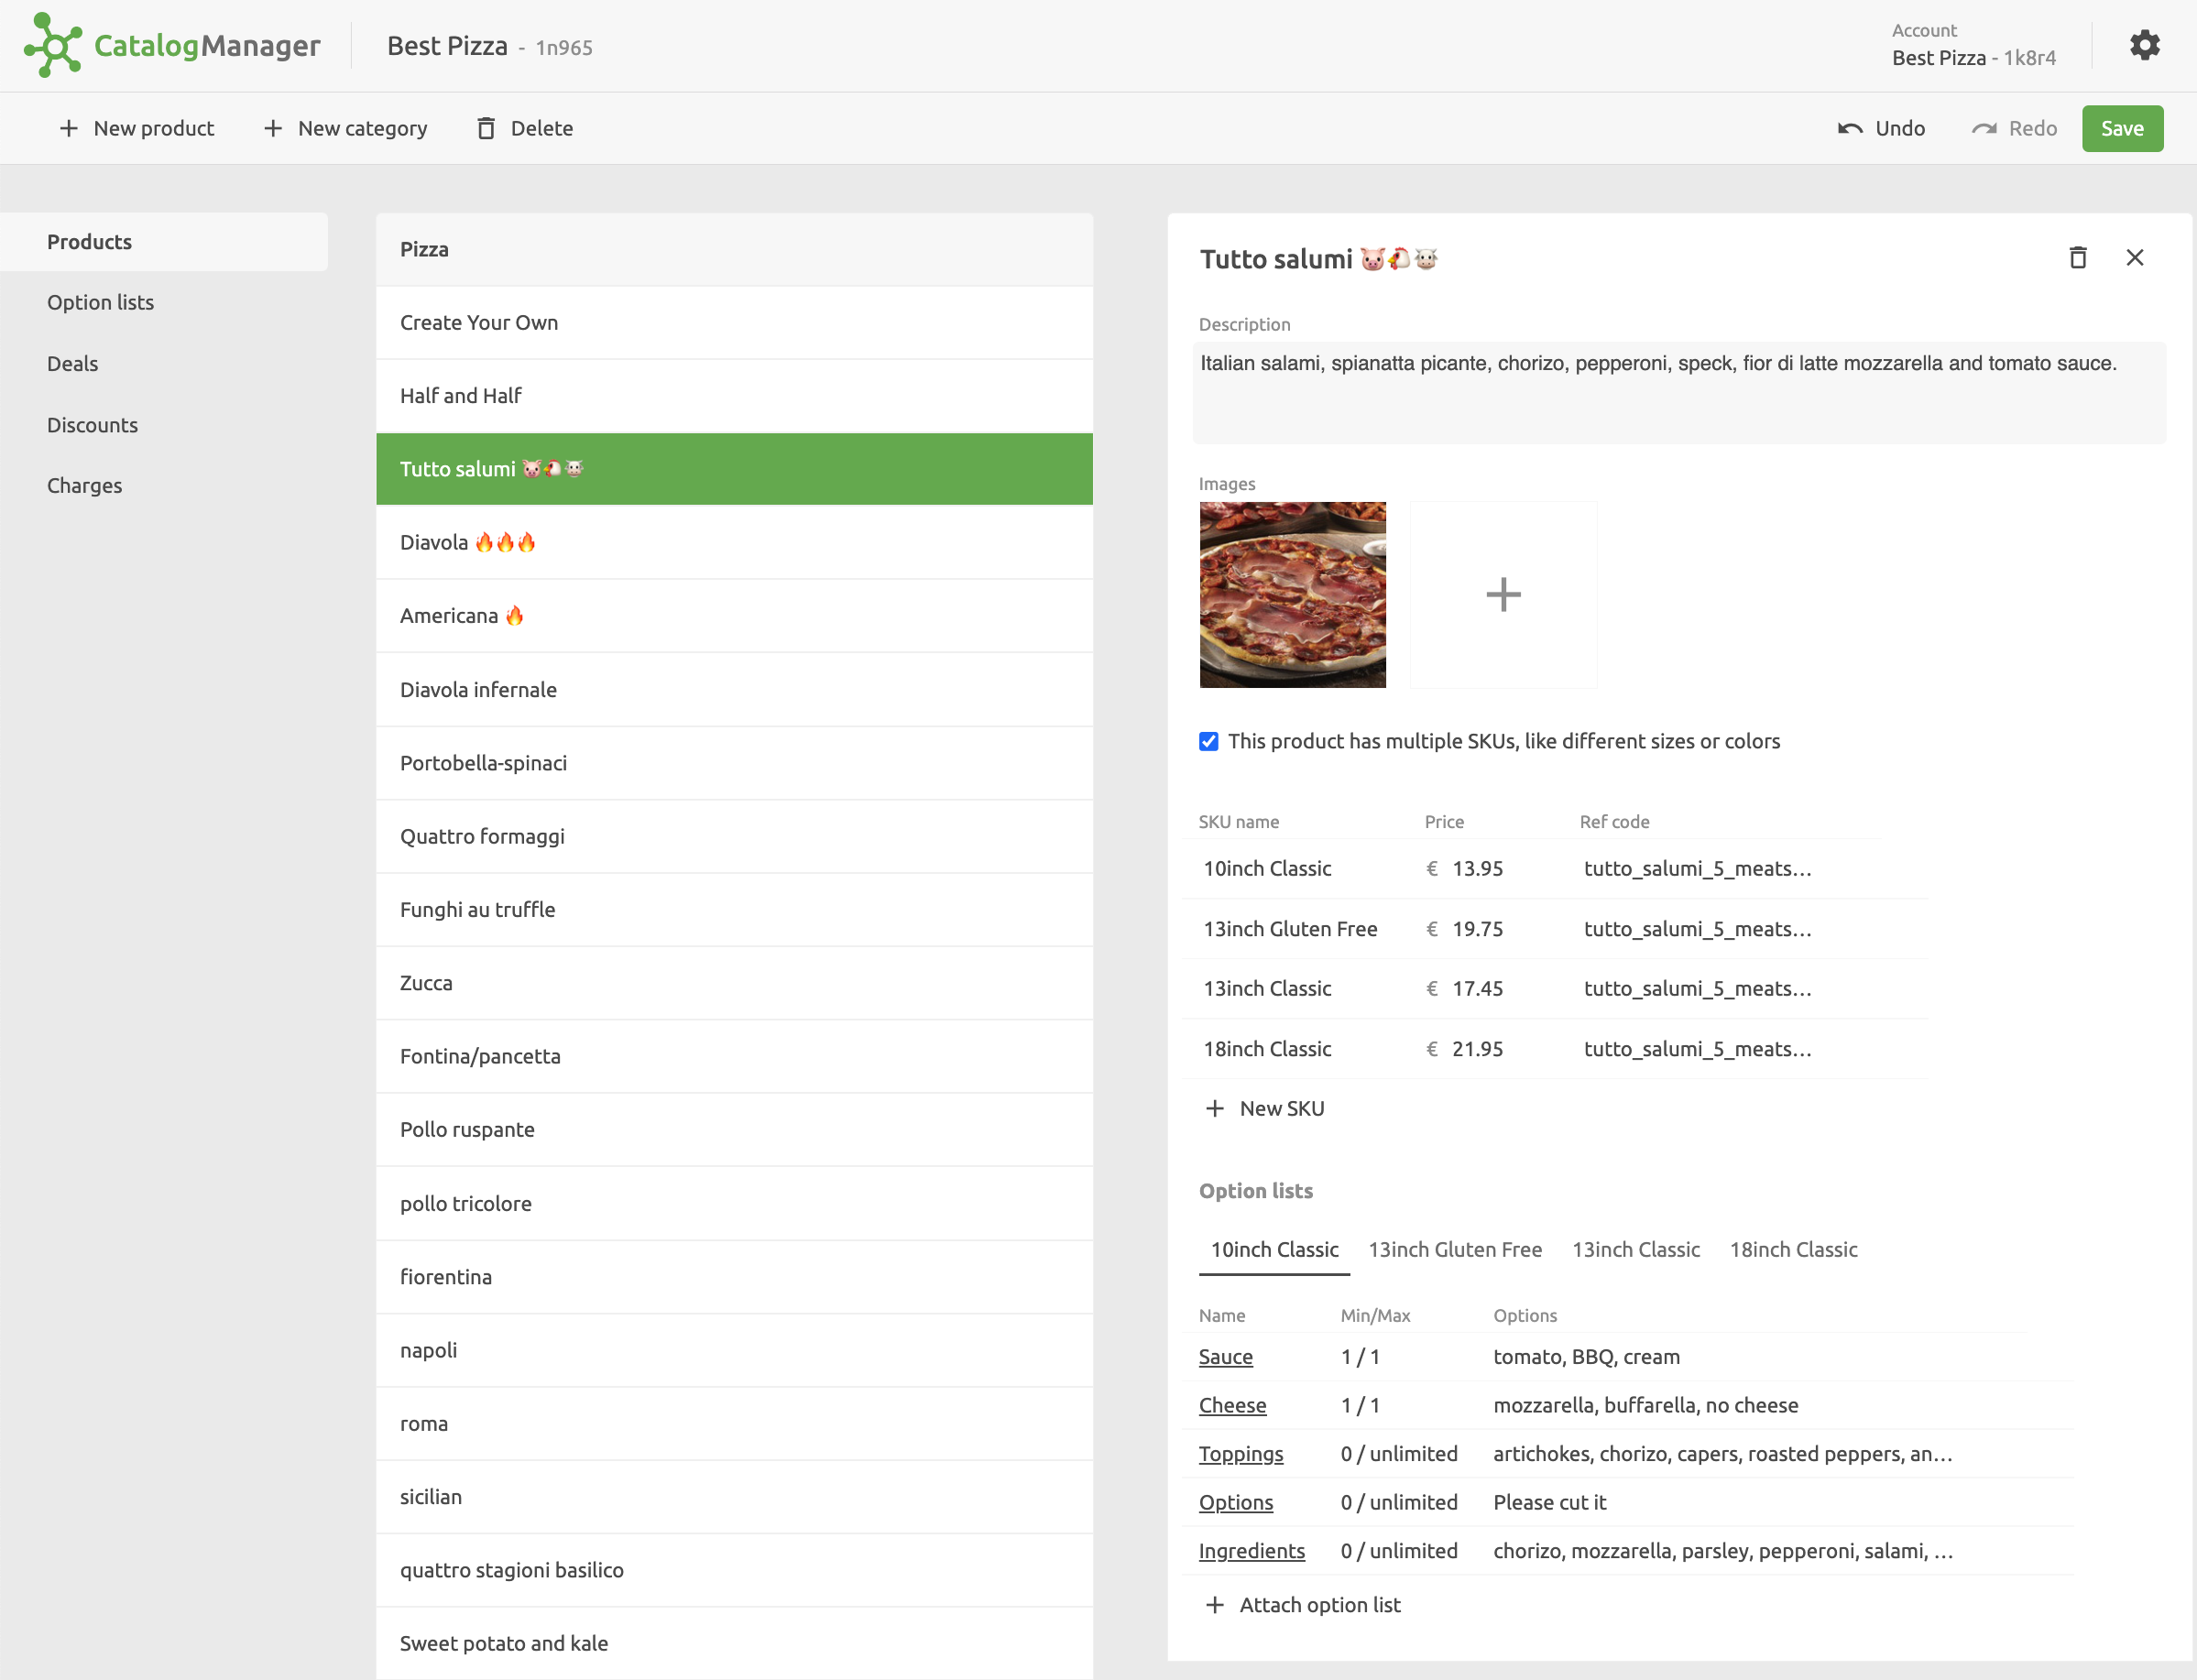 CatalogManager
Best Pizza - 1n965
Account
Best Pizza - 1k8r4
New product
New category
Delete
Undo
Redo
Save
Products
Option lists
Deals
Discounts
Charges
Pizza
Create Your Own
Half and Half
Tutto salumi 🐷🐔🐮
Diavola 🔥🔥🔥
Americana 🔥
Diavola infernale
Portobella-spinaci
Quattro formaggi
Funghi au truffle
Zucca
Fontina/pancetta
Pollo ruspante
pollo tricolore
fiorentina
napoli
roma
sicilian
quattro stagioni basilico
Sweet potato and kale
Tutto salumi 🐷🐔🐮
Description
Italian salami, spianatta picante, chorizo, pepperoni, speck, fior di latte mozzarella and tomato sauce.
Images
This product has multiple SKUs, like different sizes or colors
SKU name Price Ref code
10inch Classic € 13.95 tutto_salumi_5_meats...
13inch Gluten Free € 19.75 tutto_salumi_5_meats...
13inch Classic € 17.45 tutto_salumi_5_meats...
18inch Classic € 21.95 tutto_salumi_5_meats...
New SKU
Option lists
10inch Classic 13inch Gluten Free 13inch Classic 18inch Classic
Name Min/Max Options
Sauce 1 / 1 tomato, BBQ, cream
Cheese 1 / 1 mozzarella, buffarella, no cheese
Toppings 0 / unlimited artichokes, chorizo, capers, roasted peppers, an...
Options 0 / unlimited Please cut it
Ingredients 0 / unlimited chorizo, mozzarella, parsley, pepperoni, salami, ...
Attach option list